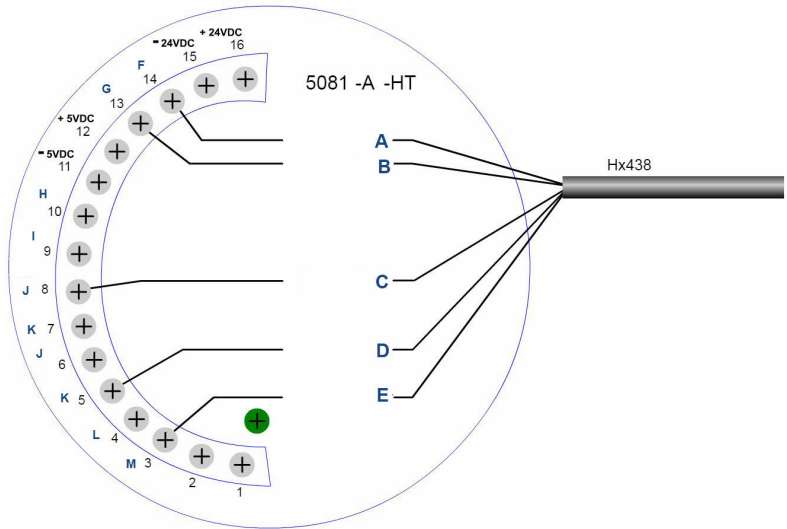 + 24VDC
16
- 24VDC
15
F
14
G
13
+ 5VDC
12
- 5VDC
11
H
10
I
9
J 8
K 7
J
6
K 5
L 4
M 3
2
1
5081 -A -HT
A
B
C
D
E
Hx438